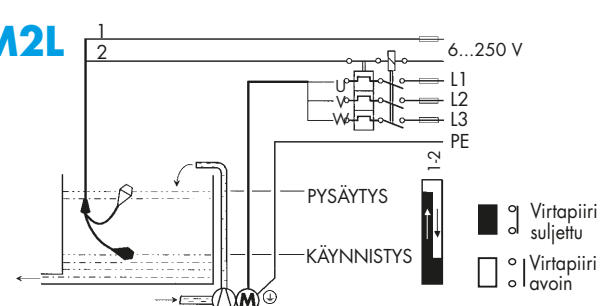 M2L
1
2
6...250 V
U
V
W
L1
L2
L3
PE
1-2
PYSÄYTYS
KÄYNNISTYS
Virtapiiri
suljettu
Virtapiiri
avoin
M